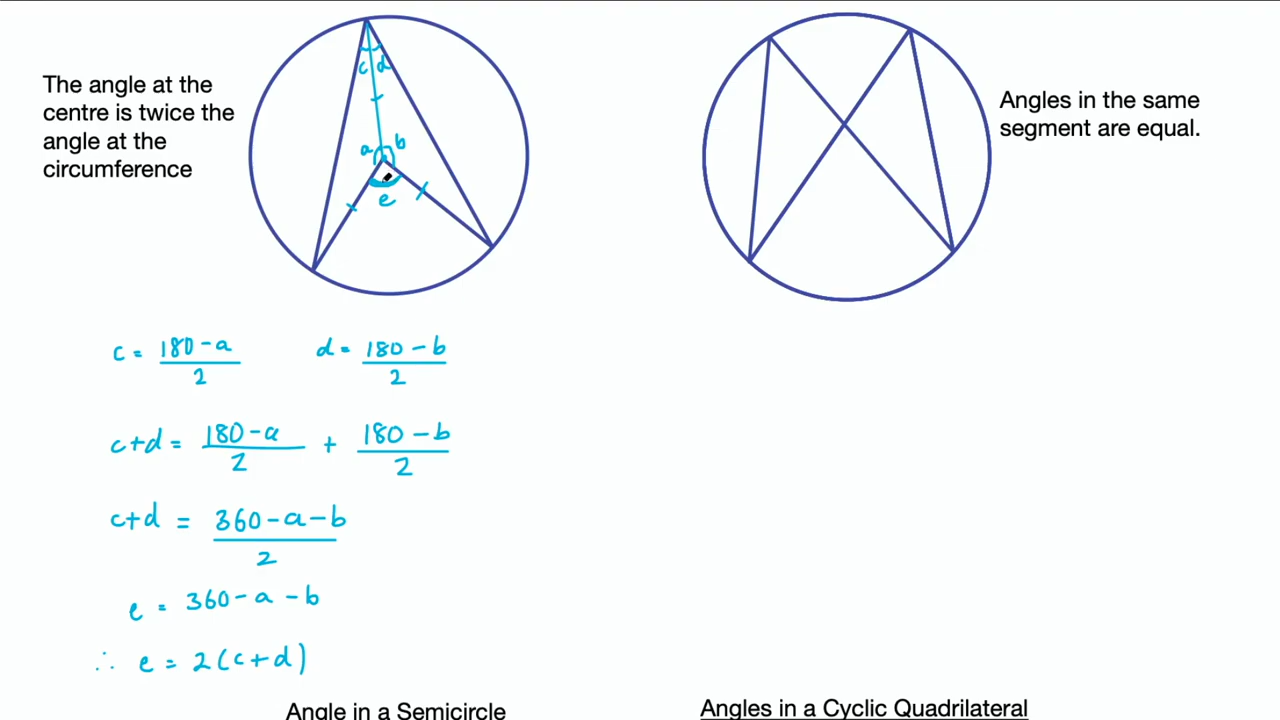 The angle at the
centre is twice the
angle at the
circumference
c d
a b
e
Angles in the same
segment are equal.
c = 180 - a / 2
d = 180 - b / 2
c+d = 180 - a / 2 + 180 - b / 2
c+d = 360 - a - b / 2
e = 360 - a - b
∴ e = 2(c+d)
Angle in a Semicircle
Angles in a Cyclic Quadrilateral